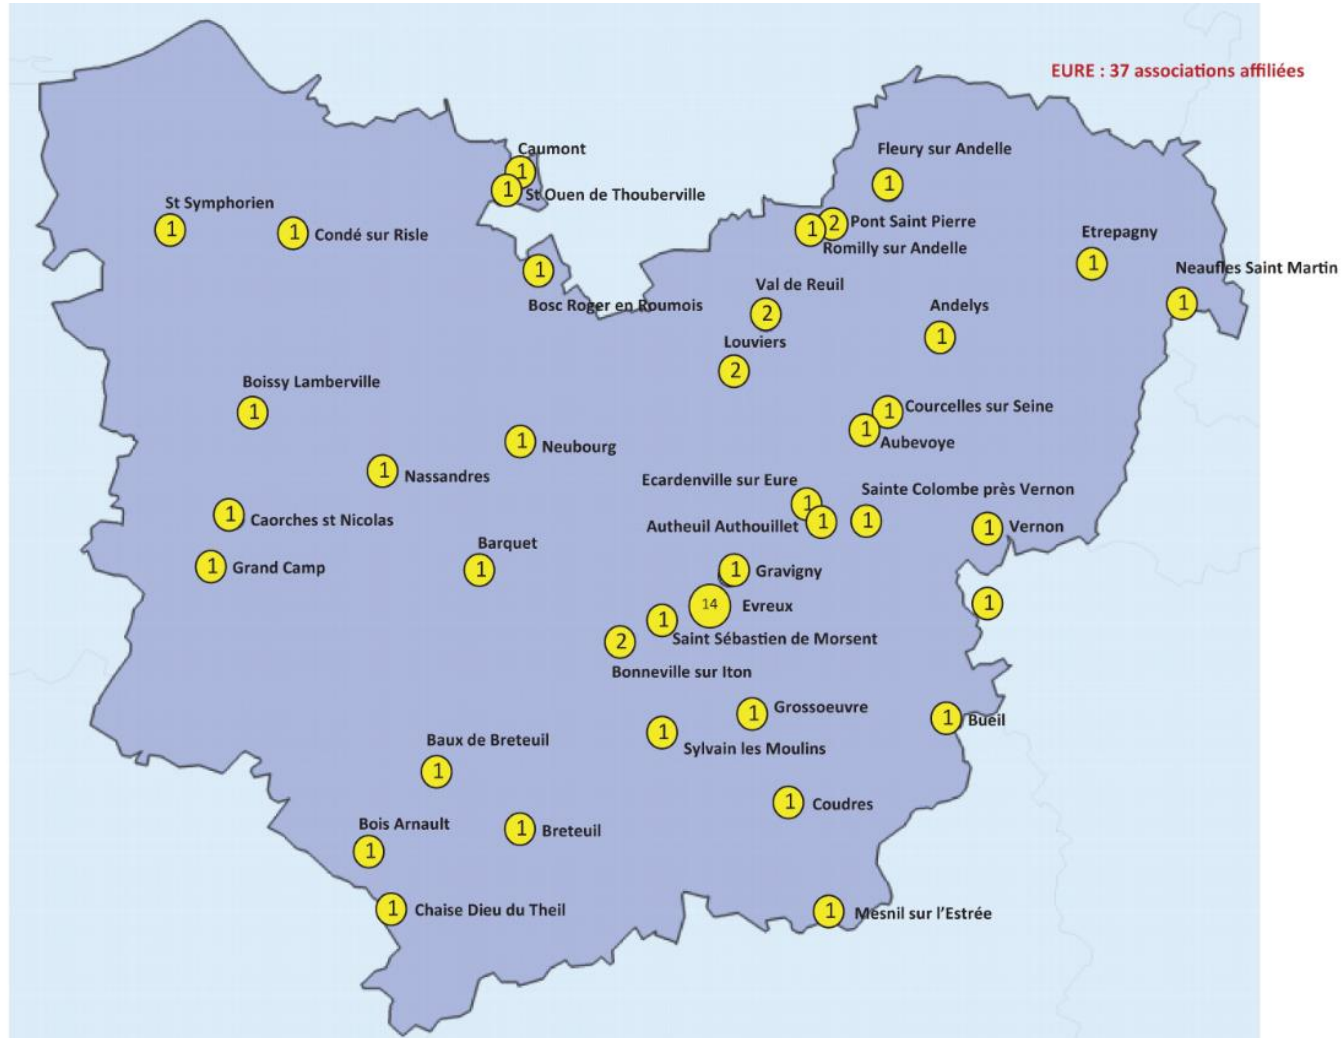 EURE : 37 associations affiliées
Caumont
1
1
St Ouen de Thouberville
Fleury sur Andelle
1
St Symphorien
1
1
Condé sur Risle
1
2
Pont Saint Pierre
Romilly sur Andelle
Etrepagny
1
Neaufles Saint Martin
1
1
Bosc Roger en Roumois
Val de Reuil
2
Andelys
1
Louviers
2
Boissy Lamberville
1
1
Courcelles sur Seine
1
Aubevoye
1
Neubourg
1
Nassandres
Ecardenville sur Eure
1
Sainte Colombe près Vernon
1
Autheuil Authouillet
1
1
Caorches st Nicolas
1
Vernon
1
Grand Camp
Barquet
1
1
Gravigny
14
Evreux
1
1
Saint Sébastien de Morsent
2
Bonneville sur Iton
1
Grossoeuvre
1
Bueil
1
Sylvain les Moulins
Baux de Breteuil
1
1
Coudres
Bois Arnault
1
1
Breteuil
1
Chaise Dieu du Theil
1
Mesnil sur l'Estrée